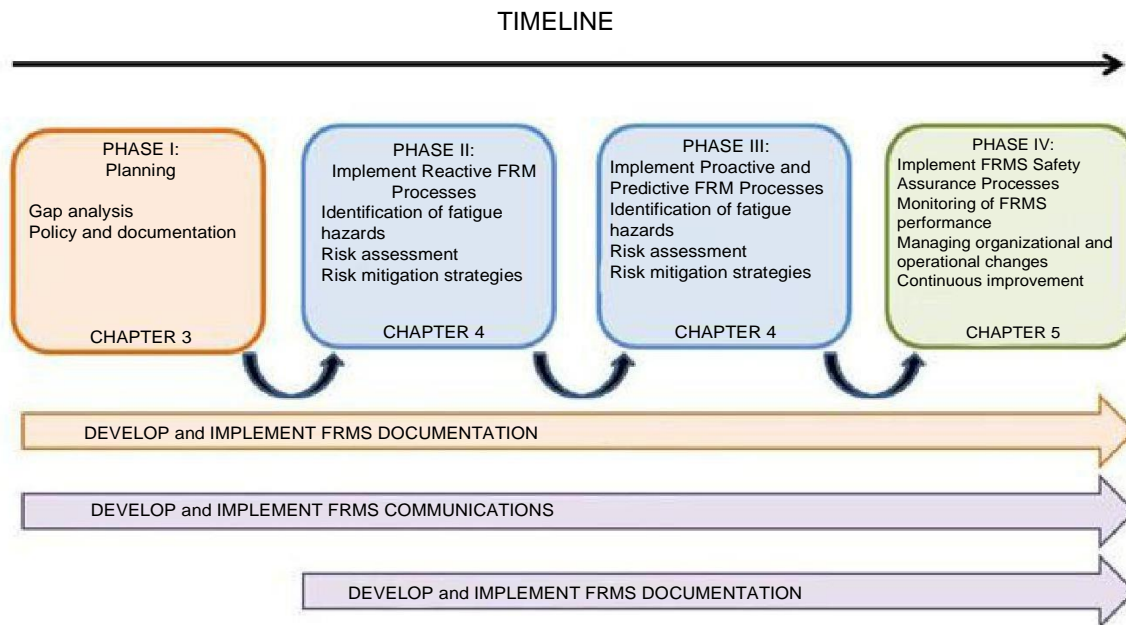 TIMELINE
PHASE I:
Planning
Gap analysis
Policy and documentation
CHAPTER 3
PHASE II:
Implement Reactive FRM
Processes
Identification of fatigue
hazards
Risk assessment
Risk mitigation strategies
CHAPTER 4
PHASE III:
Implement Proactive and
Predictive FRM Processes
Identification of fatigue
hazards
Risk assessment
Risk mitigation strategies
CHAPTER 4
PHASE IV:
Implement FRMS Safety
Assurance Processes
Monitoring of FRMS
performance
Managing organizational and
operational changes
Continuous improvement
CHAPTER 5
DEVELOP and IMPLEMENT FRMS DOCUMENTATION
DEVELOP and IMPLEMENT FRMS COMMUNICATIONS
DEVELOP and IMPLEMENT FRMS DOCUMENTATION